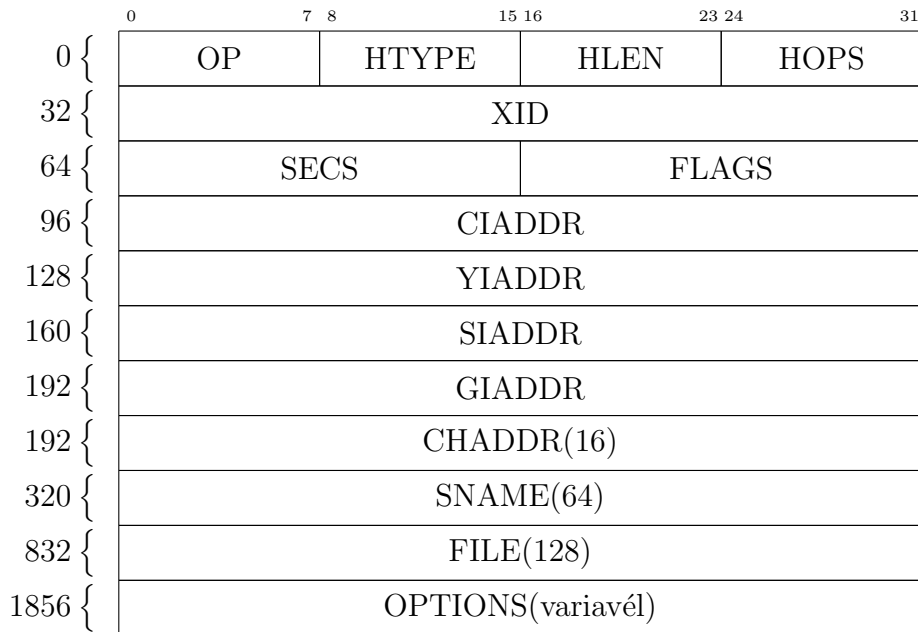 0 7 8 15 16 23 24 31
0 { OP HTYPE HLEN HOPS
32 { XID
64 { SECS FLAGS
96 { CIADDR
128 { YIADDR
160 { SIADDR
192 { GIADDR
192 { CHADDR(16)
320 { SNAME(64)
832 { FILE(128)
1856 { OPTIONS(variavél)